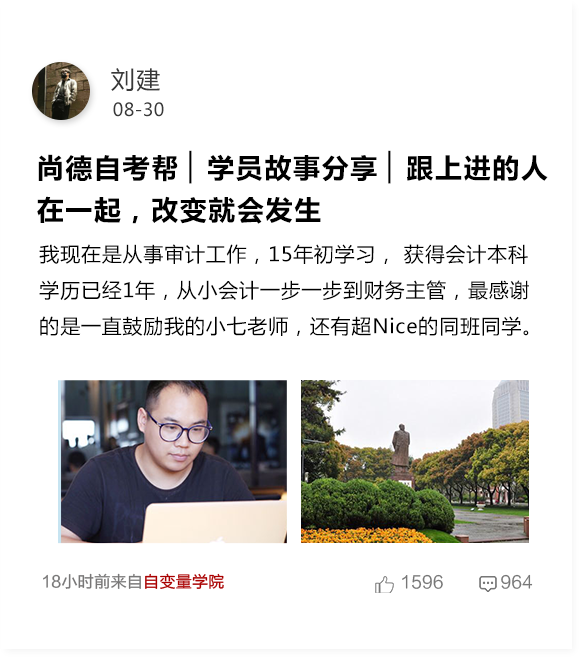 刘建
08-30
尚德自考帮│学员故事分享│跟上进的人
在一起，改变就会发生
我现在是从事审计工作，15年初学习， 获得会计本科
学历已经1年，从小会计一步一步到财务主管，最感谢
的是一直鼓励我的小七老师，还有超Nice的同班同学。
18小时前来自自变量学院 1596 964